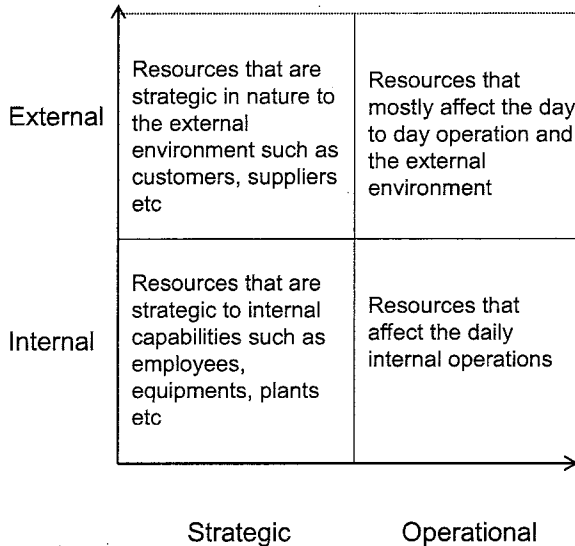 External
Resources that are
strategic in nature to
the external
environment such as
customers, suppliers
etc
Resources that
mostly affect the day
to day operation and
the external
environment
Internal
Resources that are
strategic to internal
capabilities such as
employees,
equipments, plants
etc
Resources that
affect the daily
internal operations
Strategic
Operational